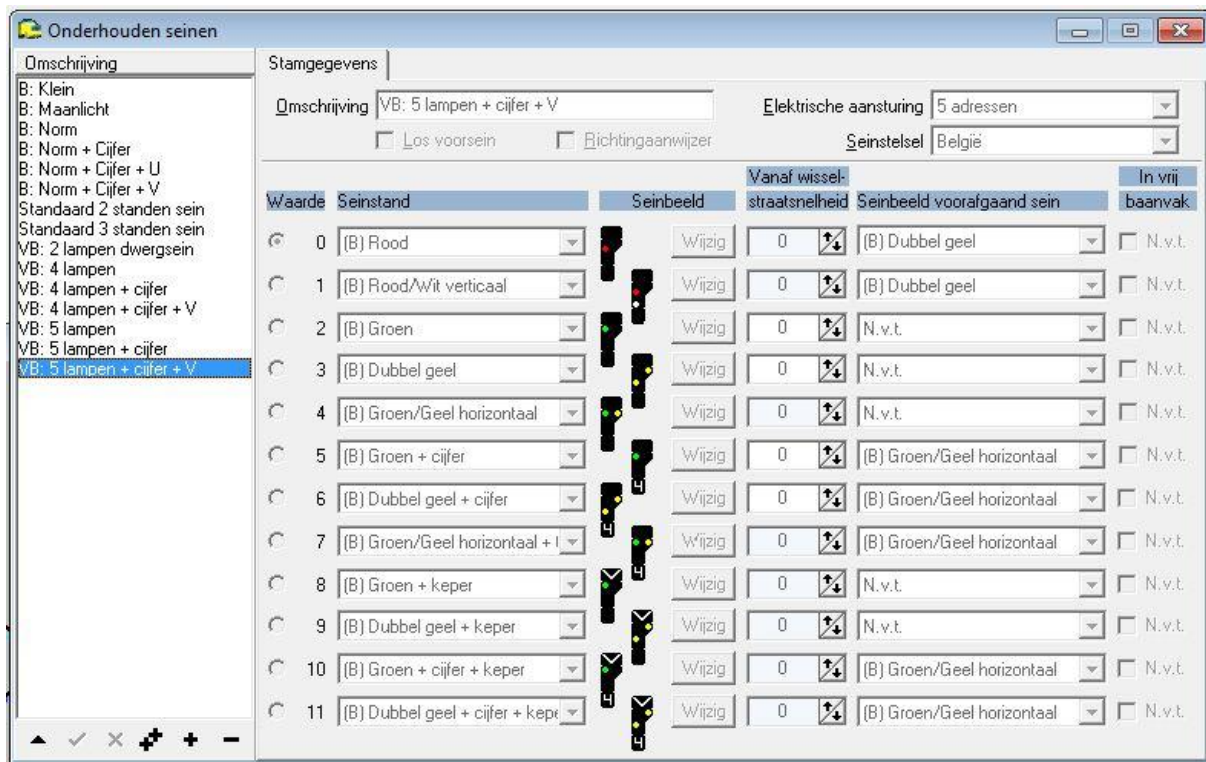 Onderhouden seinen
Omschrijving
B: Klein
B: Maanlicht
B: Norm
B: Norm + Cijfer
B: Norm + Cijfer + U
B: Norm + Cijfer + V
Standaard 2 standen sein
Standaard 3 standen sein
VB: 2 lampen dwergsein
VB: 4 lampen
VB: 4 lampen + cijfer
VB: 4 lampen + cijfer + V
VB: 5 lampen
VB: 5 lampen + cijfer
VB: 5 lampen + cijfer + V
Stamgegevens
Omschrijving VB: 5 lampen + cijfer + V Elektrische aansturing 5 adressen
Los voorsein Richtingaanwijzer Seinstelsel België
Vanaf wissel- In vrij
Waarde Seinstand Seinbeeld straatsnelheid Seinbeeld voorafgaand sein baanvak
0 (B) Rood Wijzig 0 (B) Dubbel geel N.v.t.
1 (B) Rood/Wit verticaal Wijzig 0 (B) Dubbel geel N.v.t.
2 (B) Groen Wijzig 0 N.v.t. N.v.t.
3 (B) Dubbel geel Wijzig 0 N.v.t. N.v.t.
4 (B) Groen/Geel horizontaal Wijzig 0 N.v.t. N.v.t.
5 (B) Groen + cijfer 4 Wijzig 0 (B) Groen/Geel horizontaal N.v.t.
6 (B) Dubbel geel + cijfer 4 Wijzig 0 (B) Groen/Geel horizontaal N.v.t.
7 (B) Groen/Geel horizontaal + 4 Wijzig 0 (B) Groen/Geel horizontaal N.v.t.
8 (B) Groen + keper Wijzig 0 N.v.t. N.v.t.
9 (B) Dubbel geel + keper Wijzig 0 N.v.t. N.v.t.
10 (B) Groen + cijfer + keper 4 Wijzig 0 (B) Groen/Geel horizontaal N.v.t.
11 (B) Dubbel geel + cijfer + kepe 4 Wijzig 0 (B) Groen/Geel horizontaal N.v.t.